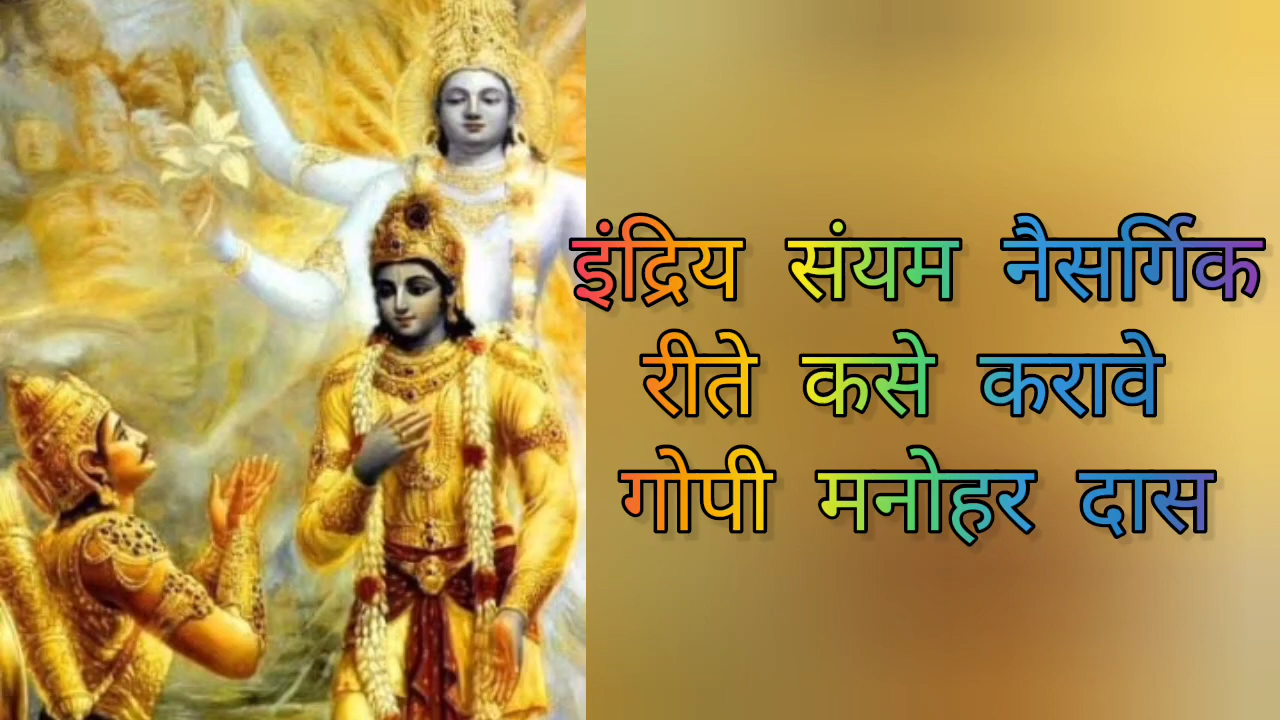 इंद्रिय संयम नैसर्गिक
रीते कसे करावे
गोपी मनोहर दास